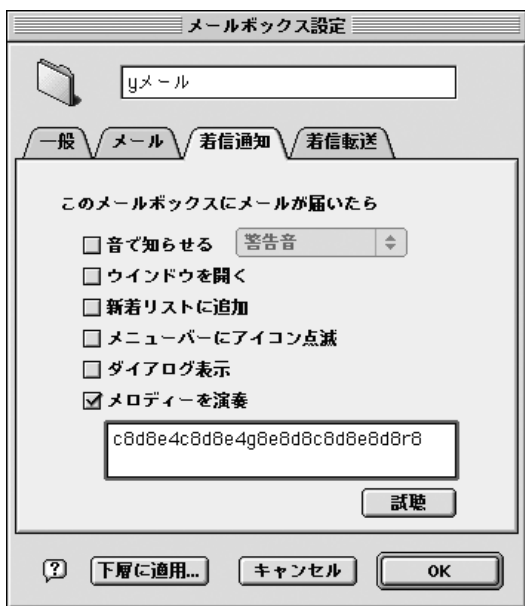 メールボックス設定
yメール
一般 メール 着信通知 着信転送
このメールボックスにメールが届いたら
音で知らせる 警告音
ウインドウを開く
新着リストに追加
メニューバーにアイコン点滅
ダイアログ表示
メロディーを演奏
c8d8e4c8d8e4g8e8d8c8d8e8d8r8
試聴
? 下層に適用... キャンセル OK